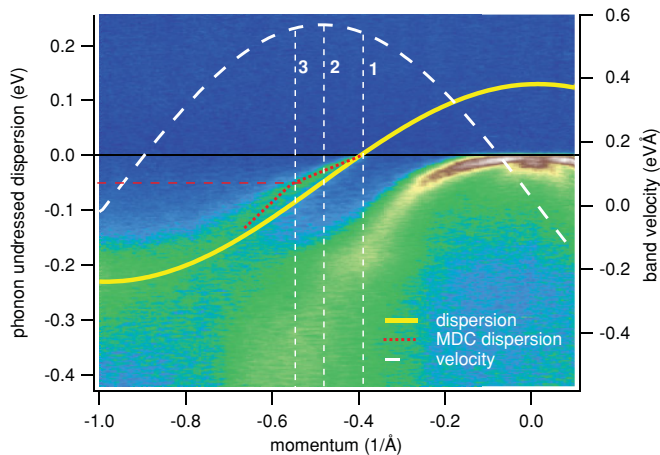 phonon undressed dispersion (eV)
0.2
0.1
0.0
-0.1
-0.2
-0.3
-0.4
3 2 1
dispersion
MDC dispersion
velocity
0.6
0.4
0.2
0.0
-0.2
-0.4
band velocity (eVÅ)
-1.0 -0.8 -0.6 -0.4 -0.2 0.0
momentum (1/Å)